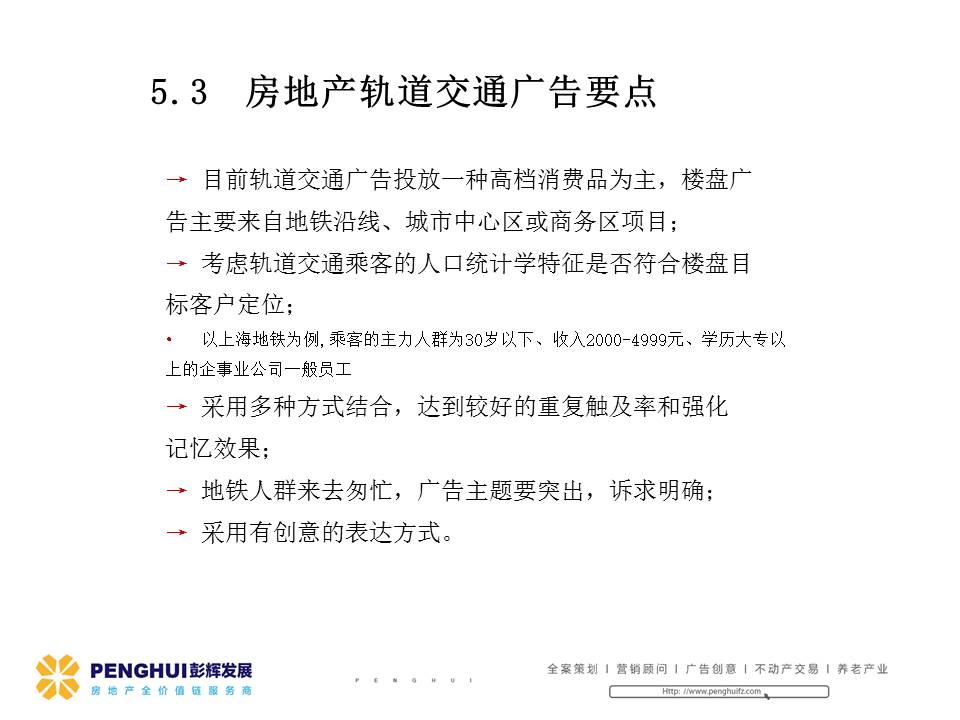 5.3 房地产轨道交通广告要点
→ 目前轨道交通广告投放一种高档消费品为主，楼盘广
告主要来自地铁沿线、城市中心区或商务区项目；
→ 考虑轨道交通乘客的人口统计学特征是否符合楼盘目
标客户定位；
• 以上海地铁为例,乘客的主力人群为30岁以下、收入2000-4999元、学历大专以
上的企事业公司一般员工
→ 采用多种方式结合，达到较好的重复触及率和强化
记忆效果；
→ 地铁人群来去匆忙，广告主题要突出，诉求明确；
→ 采用有创意的表达方式。
PENGHUI彭辉发展
房地产全价值链服务商
PENGHUI
全案策划 | 营销顾问 | 广告创意 | 不动产交易 | 养老产业
Http: //www.penghuifz.com